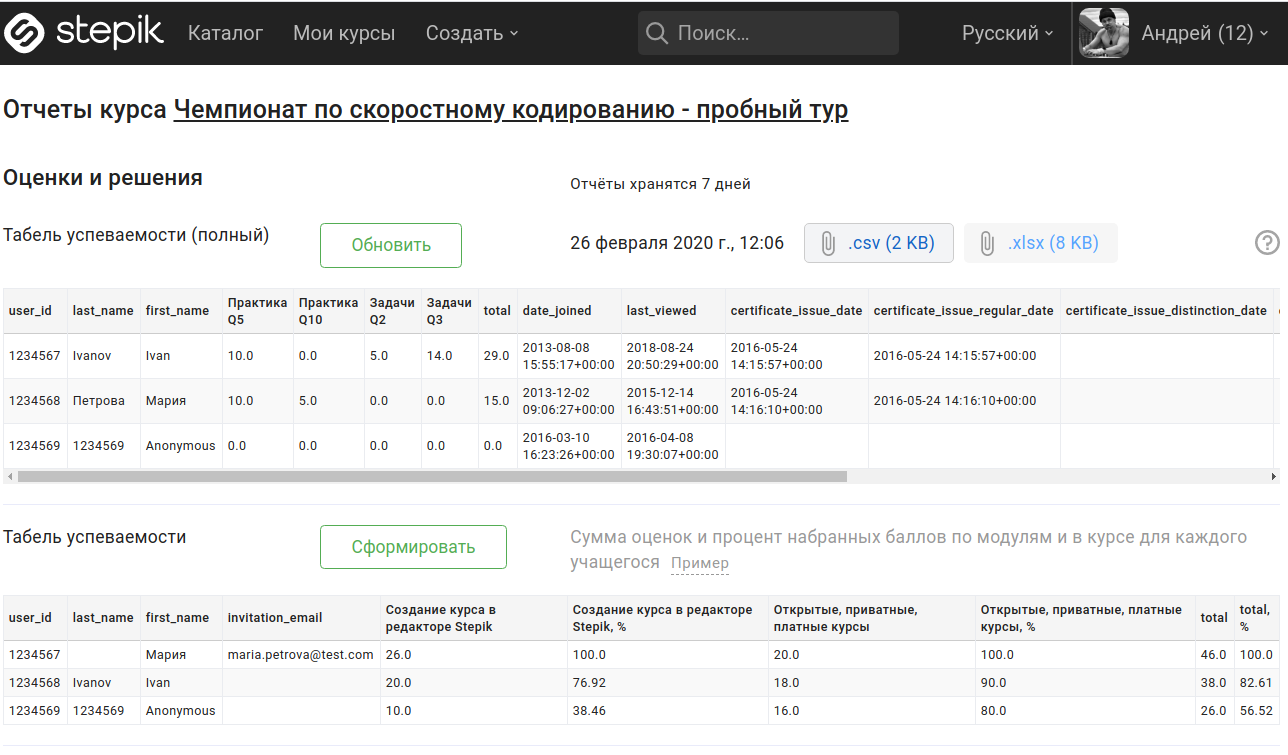 stepik Каталог Мои курсы Создать Поиск... Русский Андрей (12)
Отчеты курса Чемпионат по скоростному кодированию - пробный тур
Оценки и решения
Отчёты хранятся 7 дней
Табель успеваемости (полный) Обновить 26 февраля 2020 г., 12:06 .csv (2 KB) .xlsx (8 KB) ?
user_id last_name first_name Практика Q5 Практика Q10 Задачи Q2 Задачи Q3 total date_joined last_viewed certificate_issue_date certificate_issue_regular_date certificate_issue_distinction_date
1234567 Ivanov Ivan 10.0 0.0 5.0 14.0 29.0 2013-08-08 15:55:17+00:00 2018-08-24 20:50:29+00:00 2016-05-24 14:15:57+00:00 2016-05-24 14:15:57+00:00
1234568 Петрова Мария 10.0 5.0 0.0 0.0 15.0 2013-12-02 09:06:27+00:00 2015-12-14 16:43:51+00:00 2016-05-24 14:16:10+00:00 2016-05-24 14:16:10+00:00
1234569 1234569 Anonymous 0.0 0.0 0.0 0.0 0.0 2016-03-10 16:23:26+00:00 2016-04-08 19:30:07+00:00
Табель успеваемости Сформировать Сумма оценок и процент набранных баллов по модулям и в курсе для каждого
учащегося Пример
user_id last_name first_name invitation_email Создание курса в редакторе Stepik Создание курса в редакторе Stepik, % Открытые, приватные, платные курсы Открытые, приватные, платные курсы, % total total, %
1234567 Мария maria.petrova@test.com 26.0 100.0 20.0 100.0 46.0 100.0
1234568 Ivanov Ivan 20.0 76.92 18.0 90.0 38.0 82.61
1234569 1234569 Anonymous 10.0 38.46 16.0 80.0 26.0 56.52